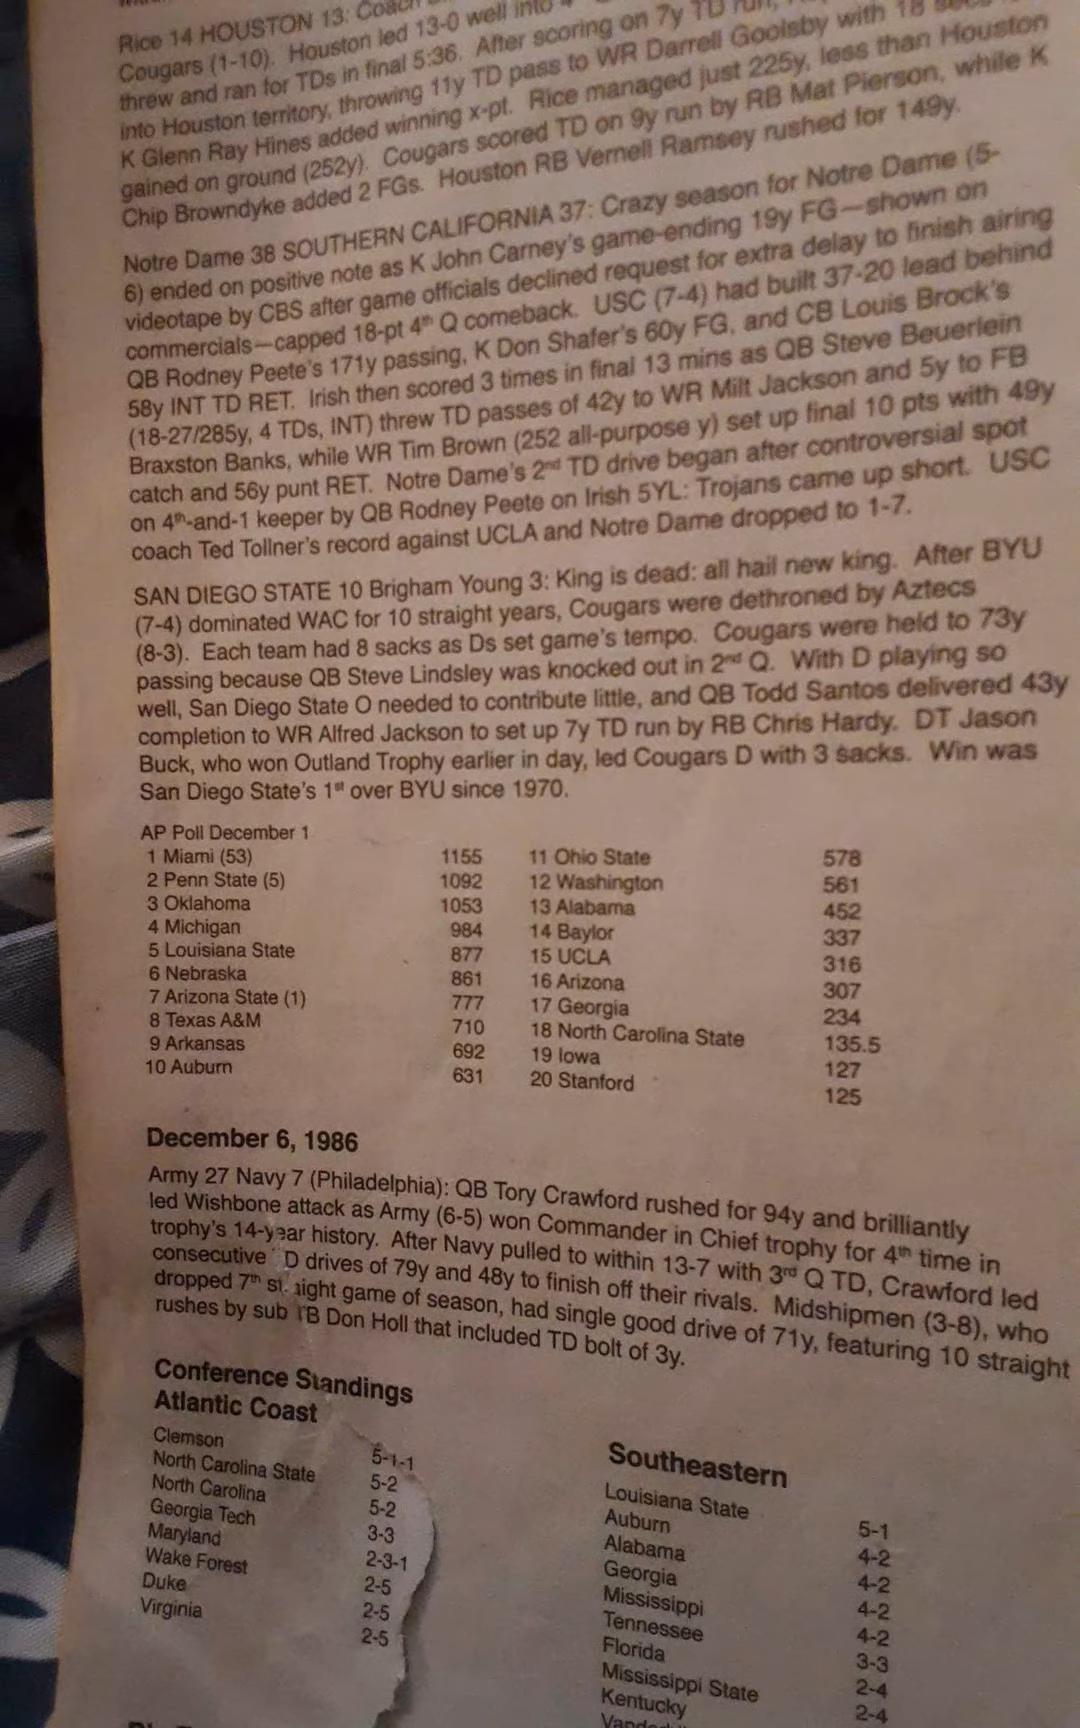 Rice 14 HOUSTON 13: Coach
Cougars (1-10). Houston led 13-0 well into 4
threw and ran for TDs in final 5:36. After scoring on 7y TD run,
into Houston territory, throwing 11y TD pass to WR Darrell Goolsby with 18
K Glenn Ray Hines added winning x-pt. Rice managed just 225y, less than Houston
gained on ground (252y). Cougars scored TD on 9y run by RB Mat Pierson, while K
Chip Browndyke added 2 FGs. Houston RB Vernell Ramsey rushed for 149y.
Notre Dame 38 SOUTHERN CALIFORNIA 37: Crazy season for Notre Dame (5-
6) ended on positive note as K John Carney's game-ending 19y FG—shown on
videotape by CBS after game officials declined request for extra delay to finish airing
commercials—capped 18-pt 4th Q comeback. USC (7-4) had built 37-20 lead behind
QB Rodney Peete's 171y passing, K Don Shafer's 60y FG, and CB Louis Brock's
58y INT TD RET. Irish then scored 3 times in final 13 mins as QB Steve Beuerlein
(18-27/285y, 4 TDs, INT) threw TD passes of 42y to WR Milt Jackson and 5y to FB
Braxston Banks, while WR Tim Brown (252 all-purpose y) set up final 10 pts with 49y
catch and 56y punt RET. Notre Dame's 2nd TD drive began after controversial spot
on 4th-and-1 keeper by QB Rodney Peete on Irish 5YL: Trojans came up short. USC
coach Ted Tollner's record against UCLA and Notre Dame dropped to 1-7.
SAN DIEGO STATE 10 Brigham Young 3: King is dead: all hail new king. After BYU
(7-4) dominated WAC for 10 straight years, Cougars were dethroned by Aztecs
(8-3). Each team had 8 sacks as Ds set game's tempo. Cougars were held to 73y
passing because QB Steve Lindsley was knocked out in 2nd Q. With D playing so
well, San Diego State O needed to contribute little, and QB Todd Santos delivered 43y
completion to WR Alfred Jackson to set up 7y TD run by RB Chris Hardy. DT Jason
Buck, who won Outland Trophy earlier in day, led Cougars D with 3 sacks. Win was
San Diego State's 1st over BYU since 1970.
AP Poll December 1
1 Miami (53) 1155 11 Ohio State 578
2 Penn State (5) 1092 12 Washington 561
3 Oklahoma 1053 13 Alabama 452
4 Michigan 984 14 Baylor 337
5 Louisiana State 877 15 UCLA 316
6 Nebraska 861 16 Arizona 307
7 Arizona State (1) 777 17 Georgia 234
8 Texas A&M 710 18 North Carolina State 135.5
9 Arkansas 692 19 Iowa 127
10 Auburn 631 20 Stanford 125
December 6, 1986
Army 27 Navy 7 (Philadelphia): QB Tory Crawford rushed for 94y and brilliantly
led Wishbone attack as Army (6-5) won Commander in Chief trophy for 4th time in
trophy's 14-year history. After Navy pulled to within 13-7 with 3rd Q TD, Crawford led
consecutive D drives of 79y and 48y to finish off their rivals. Midshipmen (3-8), who
dropped 7th straight game of season, had single good drive of 71y, featuring 10 straight
rushes by sub TB Don Holl that included TD bolt of 3y.
Conference Standings
Atlantic Coast
Clemson 5-1-1
North Carolina State 5-2
North Carolina 5-2
Georgia Tech 3-3
Maryland 2-3-1
Wake Forest 2-5
Duke 2-5
Virginia 2-5
Southeastern
Louisiana State 5-1
Auburn 4-2
Alabama 4-2
Georgia 4-2
Mississippi 4-2
Tennessee 3-3
Florida 2-4
Mississippi State 2-4
Kentucky